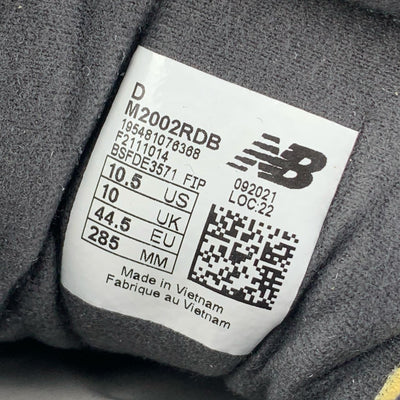 D
M2002RDB
195481076368
F2111014
BSFDE3571 FIP
092021
LOC:22
NB
10.5 US
10 UK
44.5 EU
285 MM
Made in Vietnam
Fabrique au Vietnam